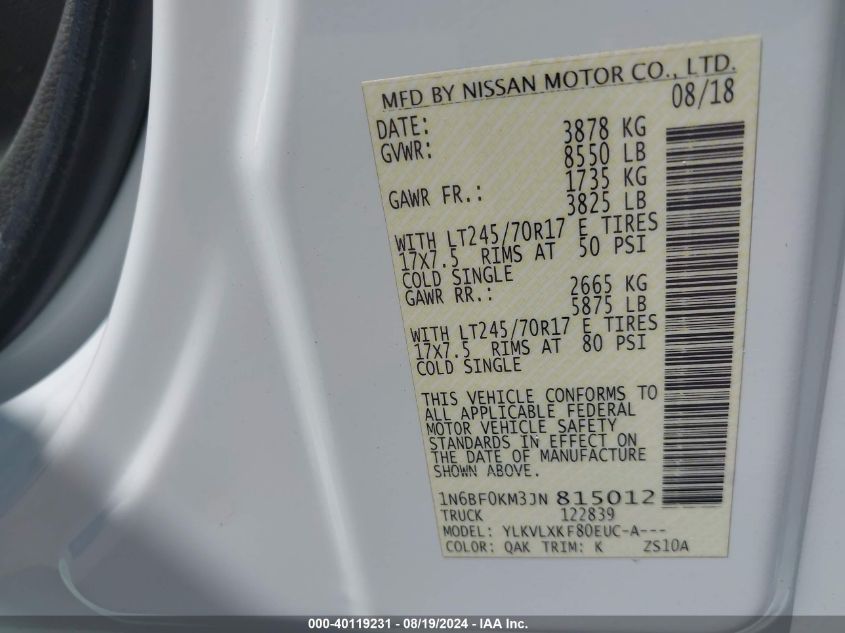 MFD BY NISSAN MOTOR CO., LTD.
DATE: 08/18
GVWR: 3878 KG
8550 LB
GAWR FR.: 1735 KG
3825 LB
WITH LT245/70R17 E TIRES
17X7.5 RIMS AT 50 PSI
COLD SINGLE
GAWR RR.: 2665 KG
5875 LB
WITH LT245/70R17 E TIRES
17X7.5 RIMS AT 80 PSI
COLD SINGLE
THIS VEHICLE CONFORMS TO
ALL APPLICABLE FEDERAL
MOTOR VEHICLE SAFETY
STANDARDS IN EFFECT ON
THE DATE OF MANUFACTURE
SHOWN ABOVE.
1N6BF0KM3JN 815012
TRUCK 122839
MODEL: YLKVLXKF80EUC-A---
COLOR: QAK TRIM: K ZS10A
000-40119231 - 08/19/2024 - IAA Inc.